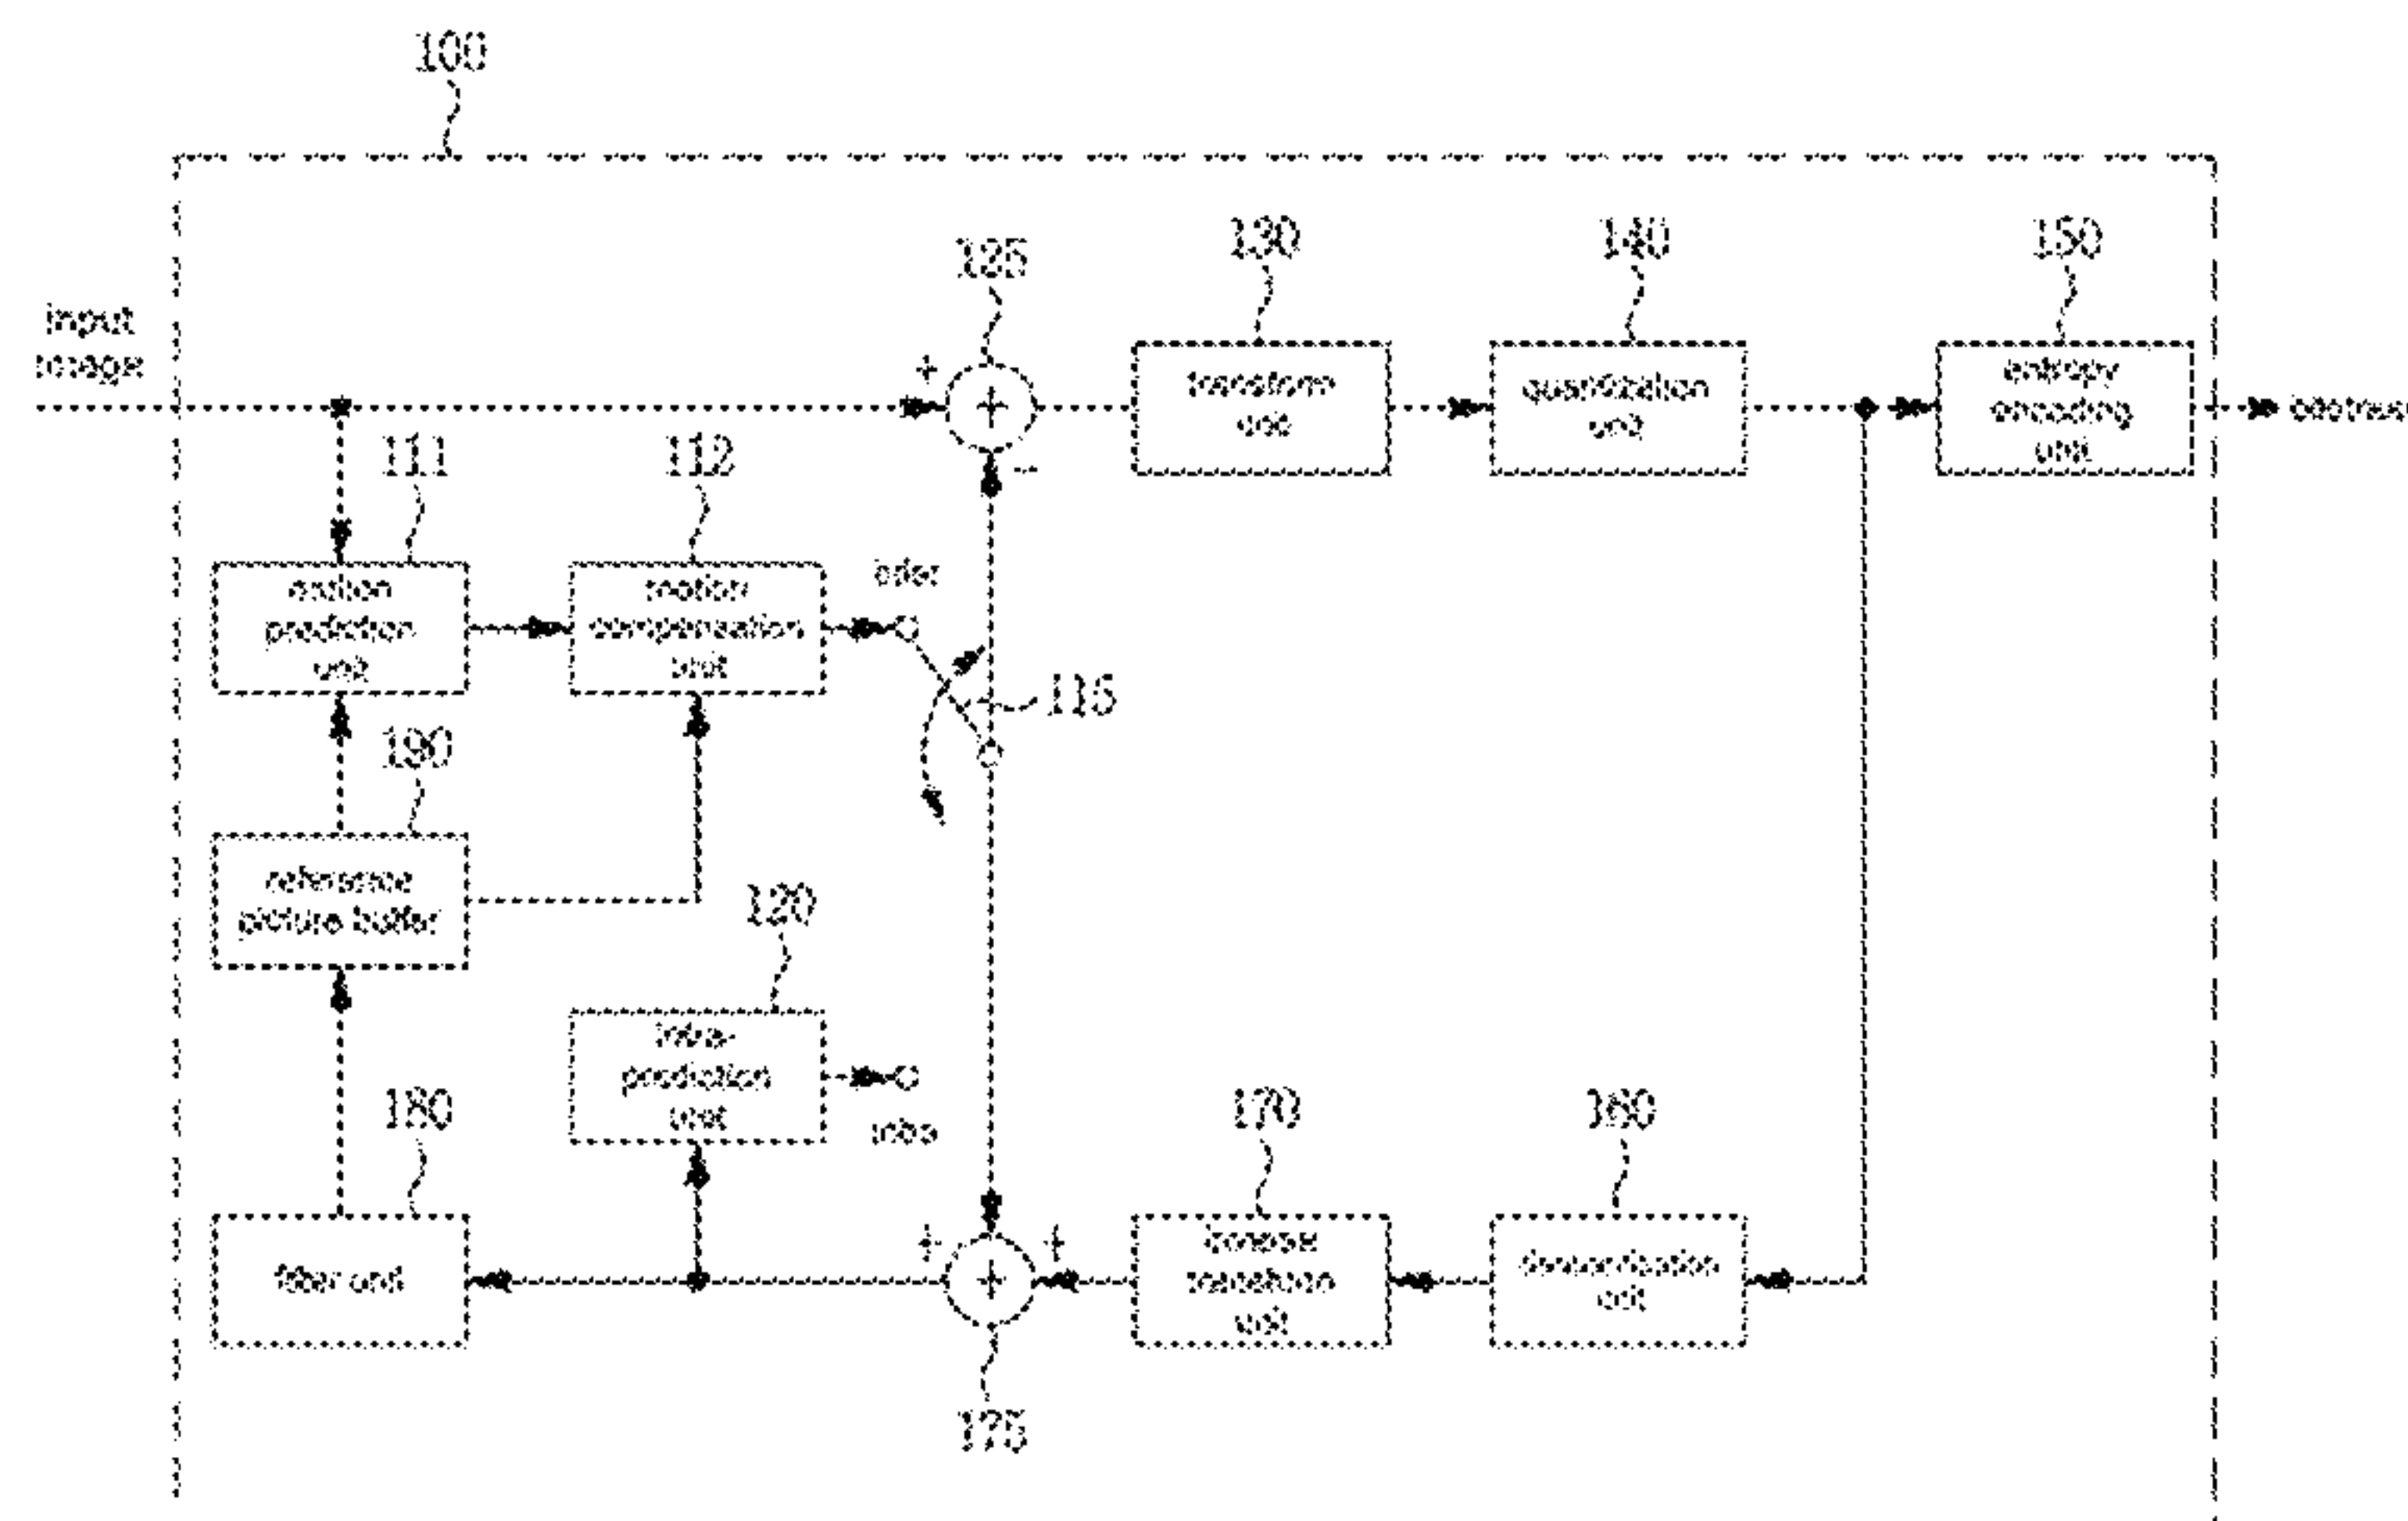 100
125
130
140
150
input
image
transform
unit
quantization
unit
entropy
encoding
unit
111
112
motion
prediction
unit
motion
compensation
unit
inter
115
190
reference
picture buffer
120
intra-
prediction
unit
intra
180
170
160
filter unit
inverse
transform
unit
dequantization
unit
175